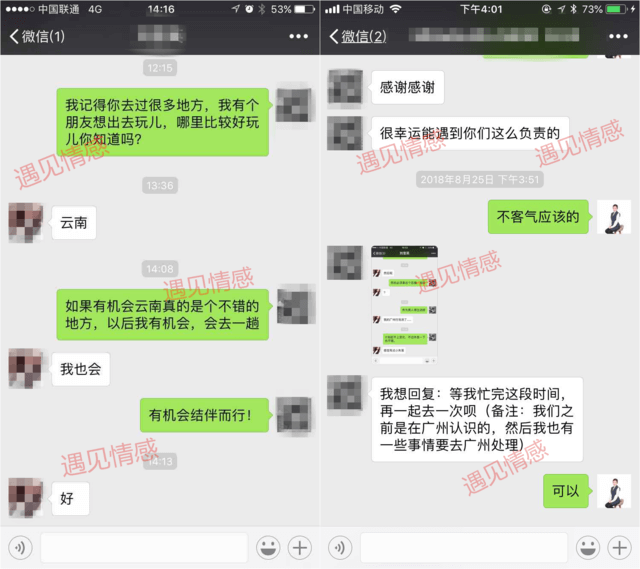 中国联通 4G 14:16 53%
微信(1)
12:15
我记得你去过很多地方，我有个
朋友想出去玩儿，哪里比较好玩
儿你知道吗？
遇见情感
13:36
云南
14:08
遇见情感
如果有机会云南真的是个不错的
地方，以后我有机会，会去一趟
我也会
有机会结伴而行！
遇见情感
14:13
好
中国移动 下午4:01 73%
微信(2)
感谢感谢
很幸运能遇到你们这么负责的
遇见情感
2018年8月25日 下午3:51
不客气应该的
遇见情感
我想回复：等我忙完这段时间，
再一起去一次呗（备注：我们之
前是在广州认识的，然后我也有
一些事情要去广州处理）
遇见情感
可以